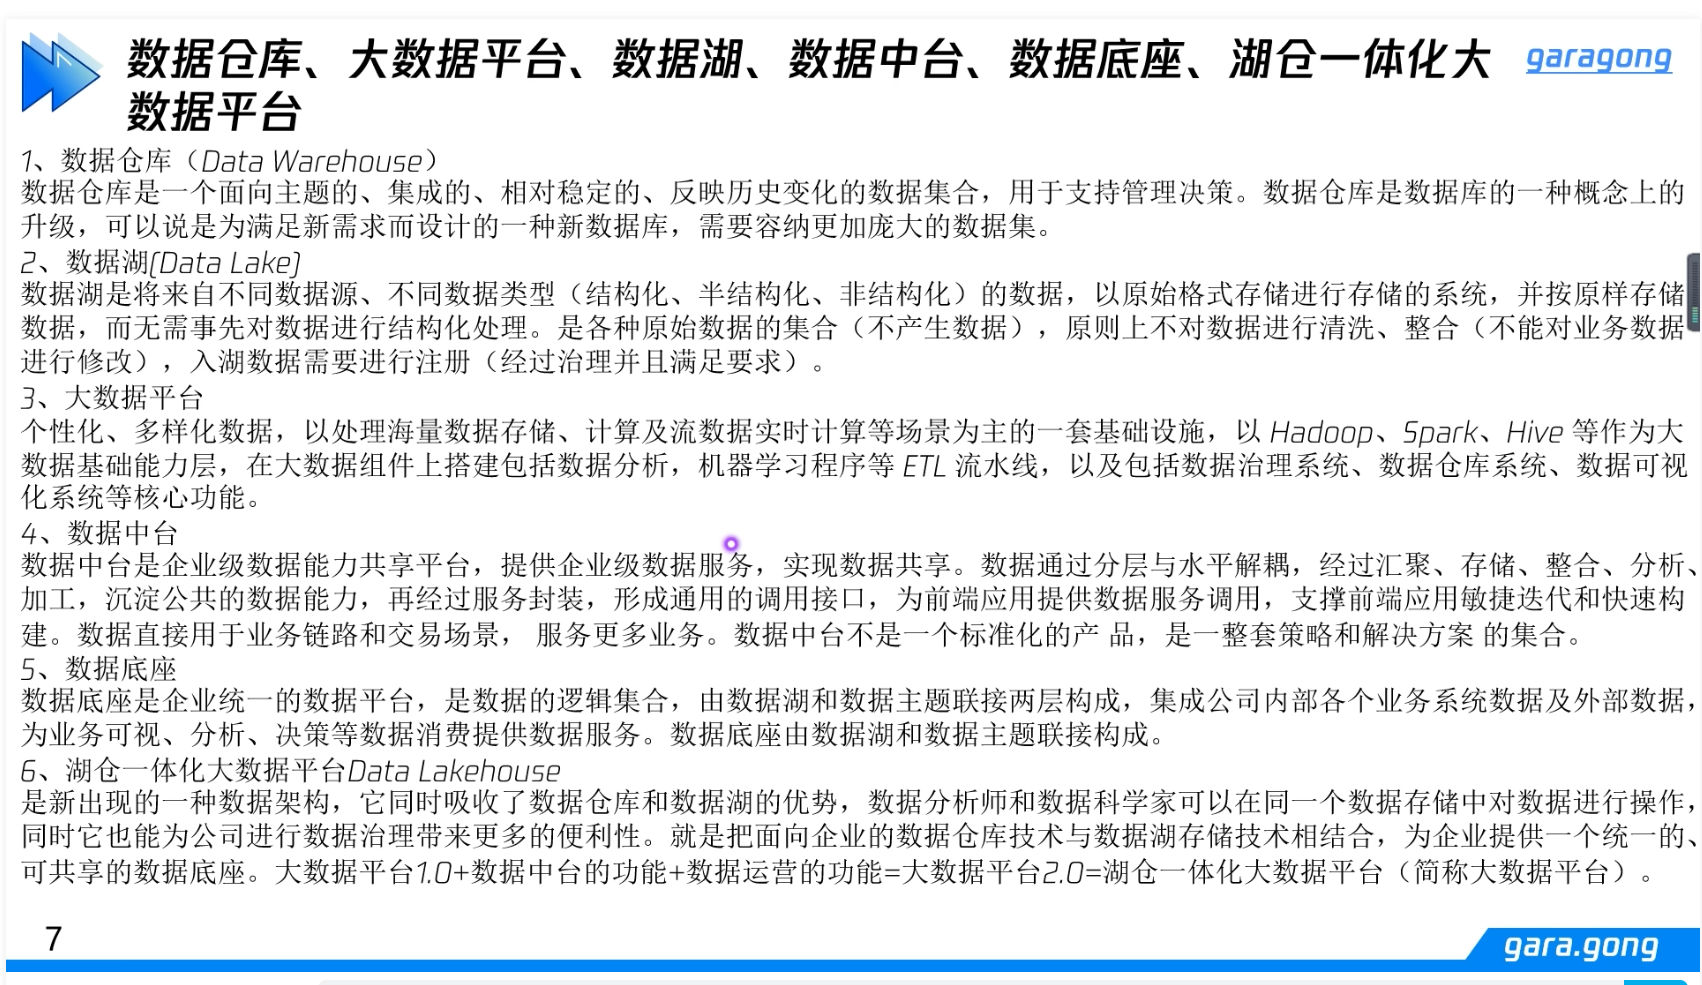 数据仓库、大数据平台、数据湖、数据中台、数据底座、湖仓一体化大
garagong
数据平台
1、数据仓库（Data Warehouse）
数据仓库是一个面向主题的、集成的、相对稳定的、反映历史变化的数据集合，用于支持管理决策。数据仓库是数据库的一种概念上的
升级，可以说是为满足新需求而设计的一种新数据库，需要容纳更加庞大的数据集。
2、数据湖(Data Lake)
数据湖是将来自不同数据源、不同数据类型（结构化、半结构化、非结构化）的数据，以原始格式存储进行存储的系统，并按原样存储
数据，而无需事先对数据进行结构化处理。是各种原始数据的集合（不产生数据），原则上不对数据进行清洗、整合（不能对业务数据
进行修改），入湖数据需要进行注册（经过治理并且满足要求）。
3、大数据平台
个性化、多样化数据，以处理海量数据存储、计算及流数据实时计算等场景为主的一套基础设施，以 Hadoop、Spark、Hive 等作为大
数据基础能力层，在大数据组件上搭建包括数据分析，机器学习程序等 ETL 流水线，以及包括数据治理系统、数据仓库系统、数据可视
化系统等核心功能。
4、数据中台
数据中台是企业级数据能力共享平台，提供企业级数据服务，实现数据共享。数据通过分层与水平解耦，经过汇聚、存储、整合、分析、
加工，沉淀公共的数据能力，再经过服务封装，形成通用的调用接口，为前端应用提供数据服务调用，支撑前端应用敏捷迭代和快速构
建。数据直接用于业务链路和交易场景， 服务更多业务。数据中台不是一个标准化的产 品，是一整套策略和解决方案 的集合。
5、数据底座
数据底座是企业统一的数据平台，是数据的逻辑集合，由数据湖和数据主题联接两层构成，集成公司内部各个业务系统数据及外部数据，
为业务可视、分析、决策等数据消费提供数据服务。数据底座由数据湖和数据主题联接构成。
6、湖仓一体化大数据平台Data Lakehouse
是新出现的一种数据架构，它同时吸收了数据仓库和数据湖的优势，数据分析师和数据科学家可以在同一个数据存储中对数据进行操作，
同时它也能为公司进行数据治理带来更多的便利性。就是把面向企业的数据仓库技术与数据湖存储技术相结合，为企业提供一个统一的、
可共享的数据底座。大数据平台1.0+数据中台的功能+数据运营的功能=大数据平台2.0=湖仓一体化大数据平台（简称大数据平台）。
7
gara.gong